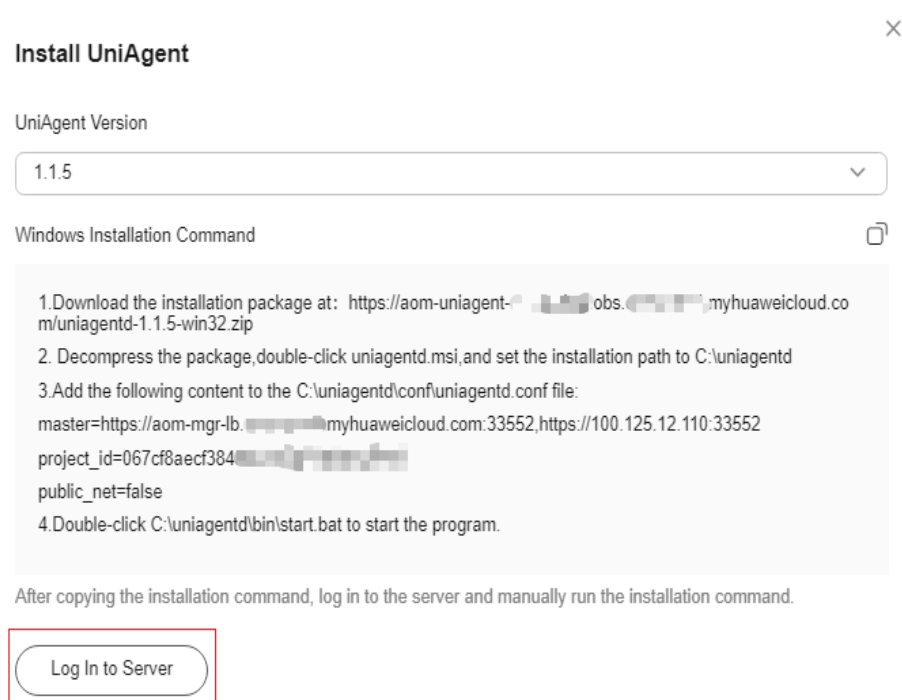 Install UniAgent
UniAgent Version
1.1.5
Windows Installation Command
1.Download the installation package at: https://aom-uniagent- obs. .myhuaweicloud.co
m/uniagentd-1.1.5-win32.zip
2. Decompress the package,double-click uniagentd.msi,and set the installation path to C:\uniagentd
3.Add the following content to the C:\uniagentd\conf\uniagentd.conf file:
master=https://aom-mgr-lb. myhuaweicloud.com:33552,https://100.125.12.110:33552
project_id=067cf8aecf384
public_net=false
4.Double-click C:\uniagentd\bin\start.bat to start the program.
After copying the installation command, log in to the server and manually run the installation command.
Log In to Server